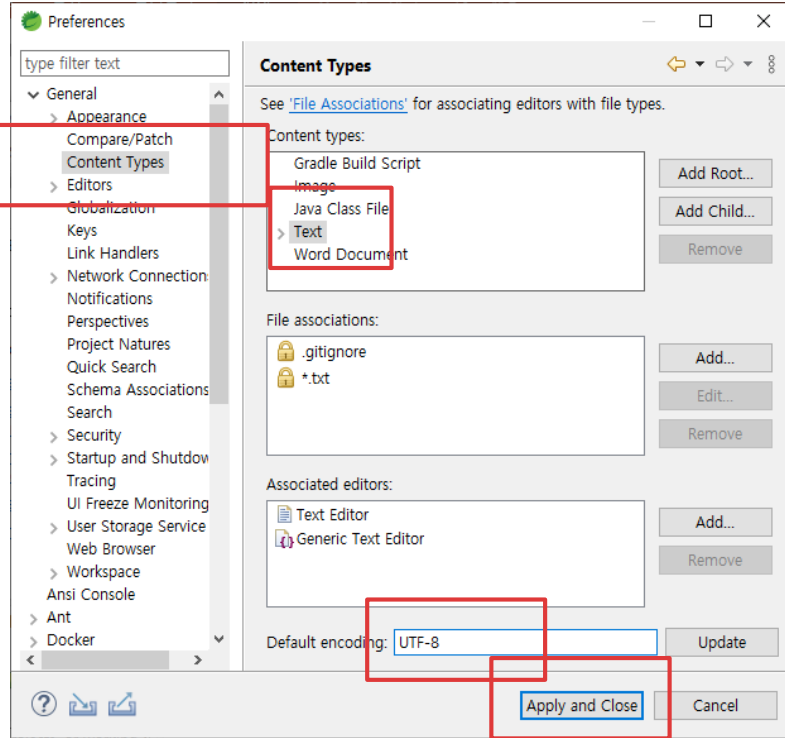 Preferences
type filter text
General
Appearance
Compare/Patch
Content Types
Editors
Globalization
Keys
Link Handlers
Network Connection
Notifications
Perspectives
Project Natures
Quick Search
Schema Associations
Search
Security
Startup and Shutdow
Tracing
UI Freeze Monitoring
User Storage Service
Web Browser
Workspace
Ansi Console
Ant
Docker
Content Types
See 'File Associations' for associating editors with file types.
Content types:
Gradle Build Script
Image
Java Class File
Text
Word Document
Add Root...
Add Child...
Remove
File associations:
.gitignore
*.txt
Add...
Edit...
Remove
Associated editors:
Text Editor
Generic Text Editor
Add...
Remove
Default encoding: UTF-8
Update
Apply and Close
Cancel